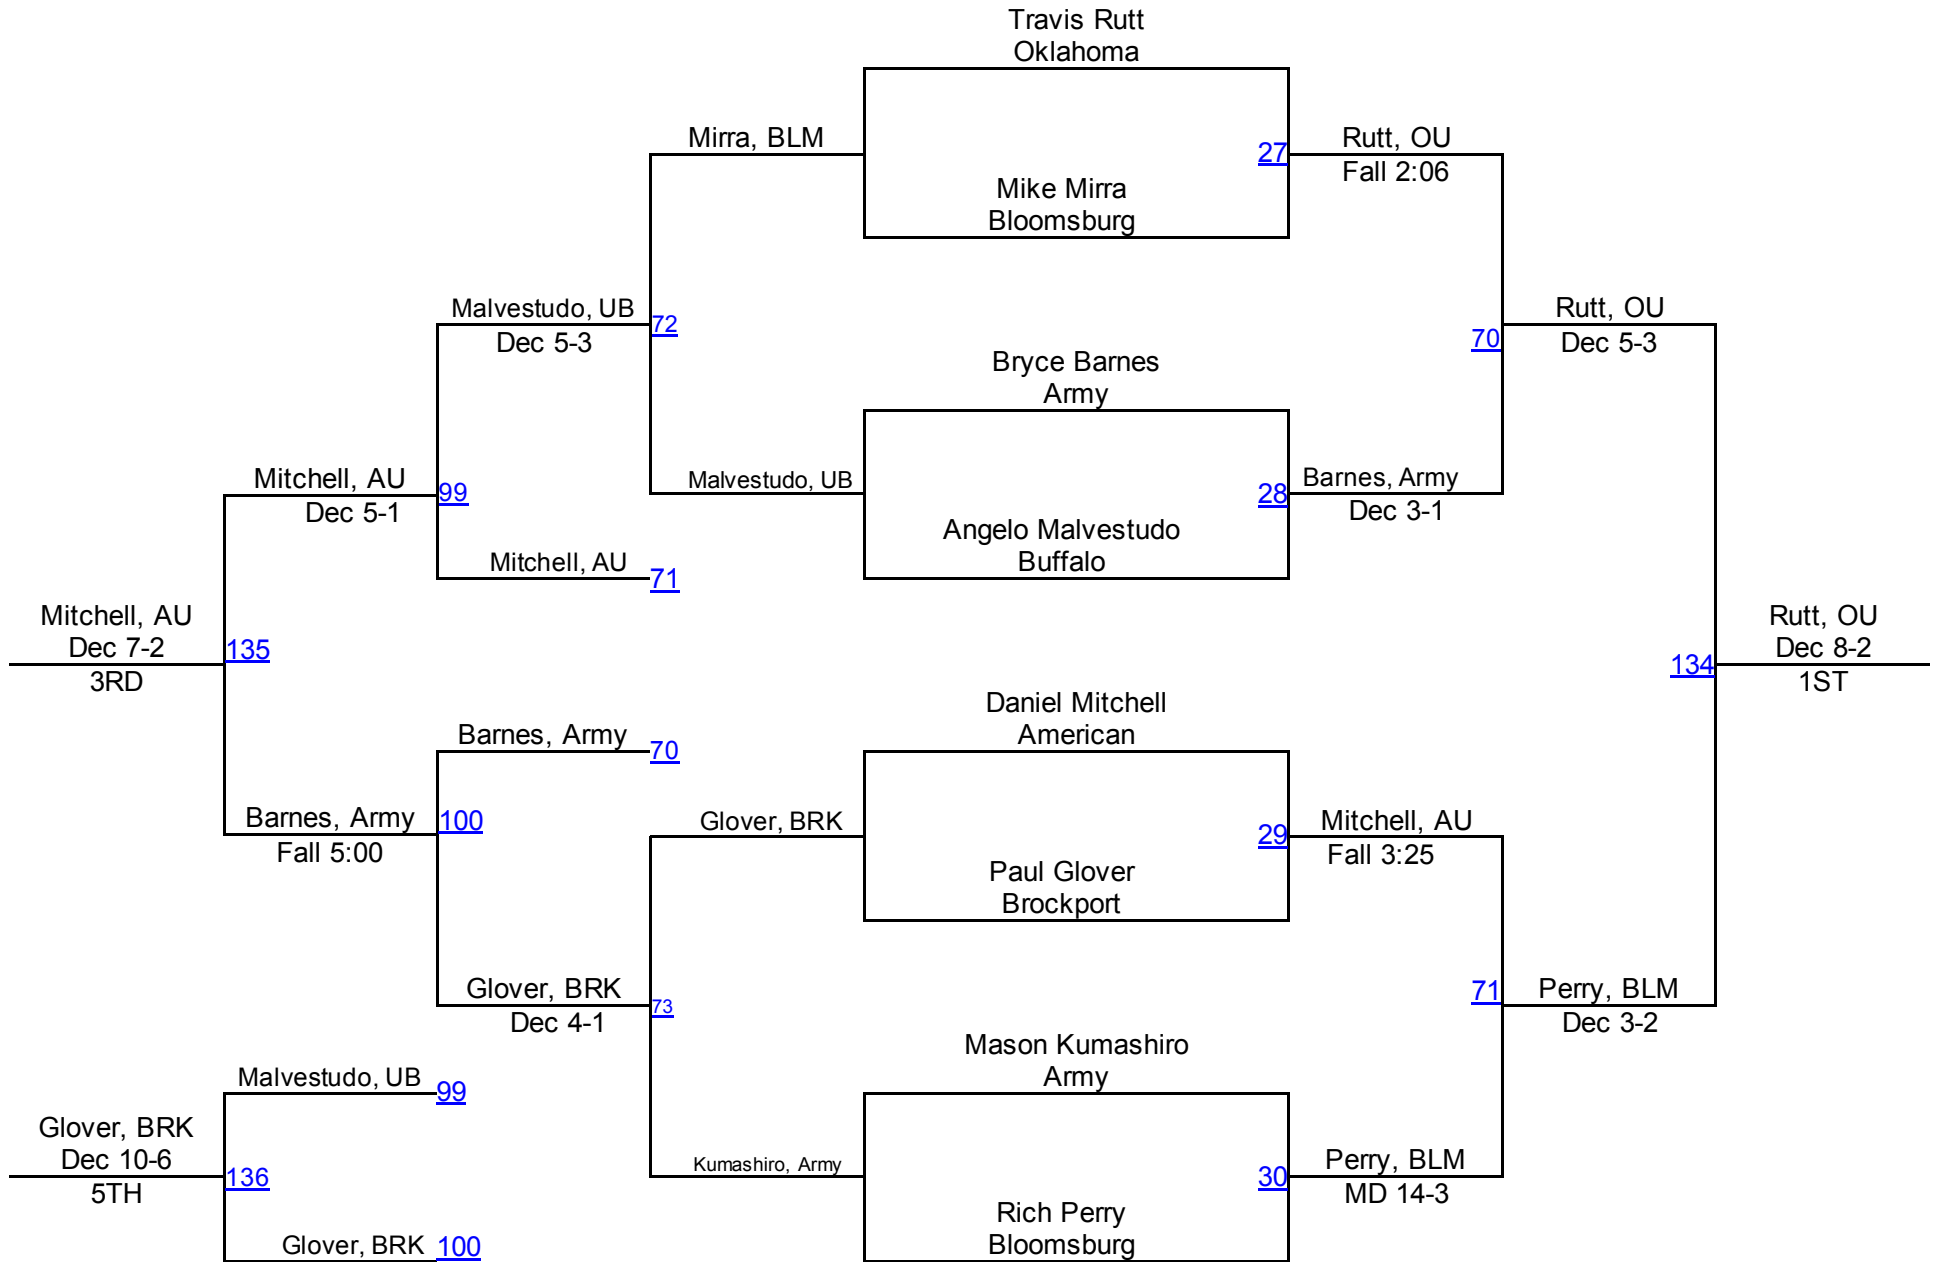 Travis Rutt
Oklahoma
Mirra, BLM
27
Rutt, OU
Fall 2:06
Mike Mirra
Bloomsburg
Malvestudo, UB
Dec 5-3
72
Rutt, OU
Dec 5-3
70
Bryce Barnes
Army
Mitchell, AU
Dec 5-1
99
Malvestudo, UB
28
Barnes, Army
Dec 3-1
Angelo Malvestudo
Buffalo
Mitchell, AU
71
Mitchell, AU
Dec 7-2
3RD
135
134
Rutt, OU
Dec 8-2
1ST
Daniel Mitchell
American
Barnes, Army
70
Barnes, Army
Fall 5:00
100
Glover, BRK
29
Mitchell, AU
Fall 3:25
Paul Glover
Brockport
Glover, BRK
Dec 4-1
73
71
Perry, BLM
Dec 3-2
Mason Kumashiro
Army
Malvestudo, UB
99
Glover, BRK
Dec 10-6
5TH
136
Kumashiro, Army
30
Perry, BLM
MD 14-3
Rich Perry
Bloomsburg
Glover, BRK
100